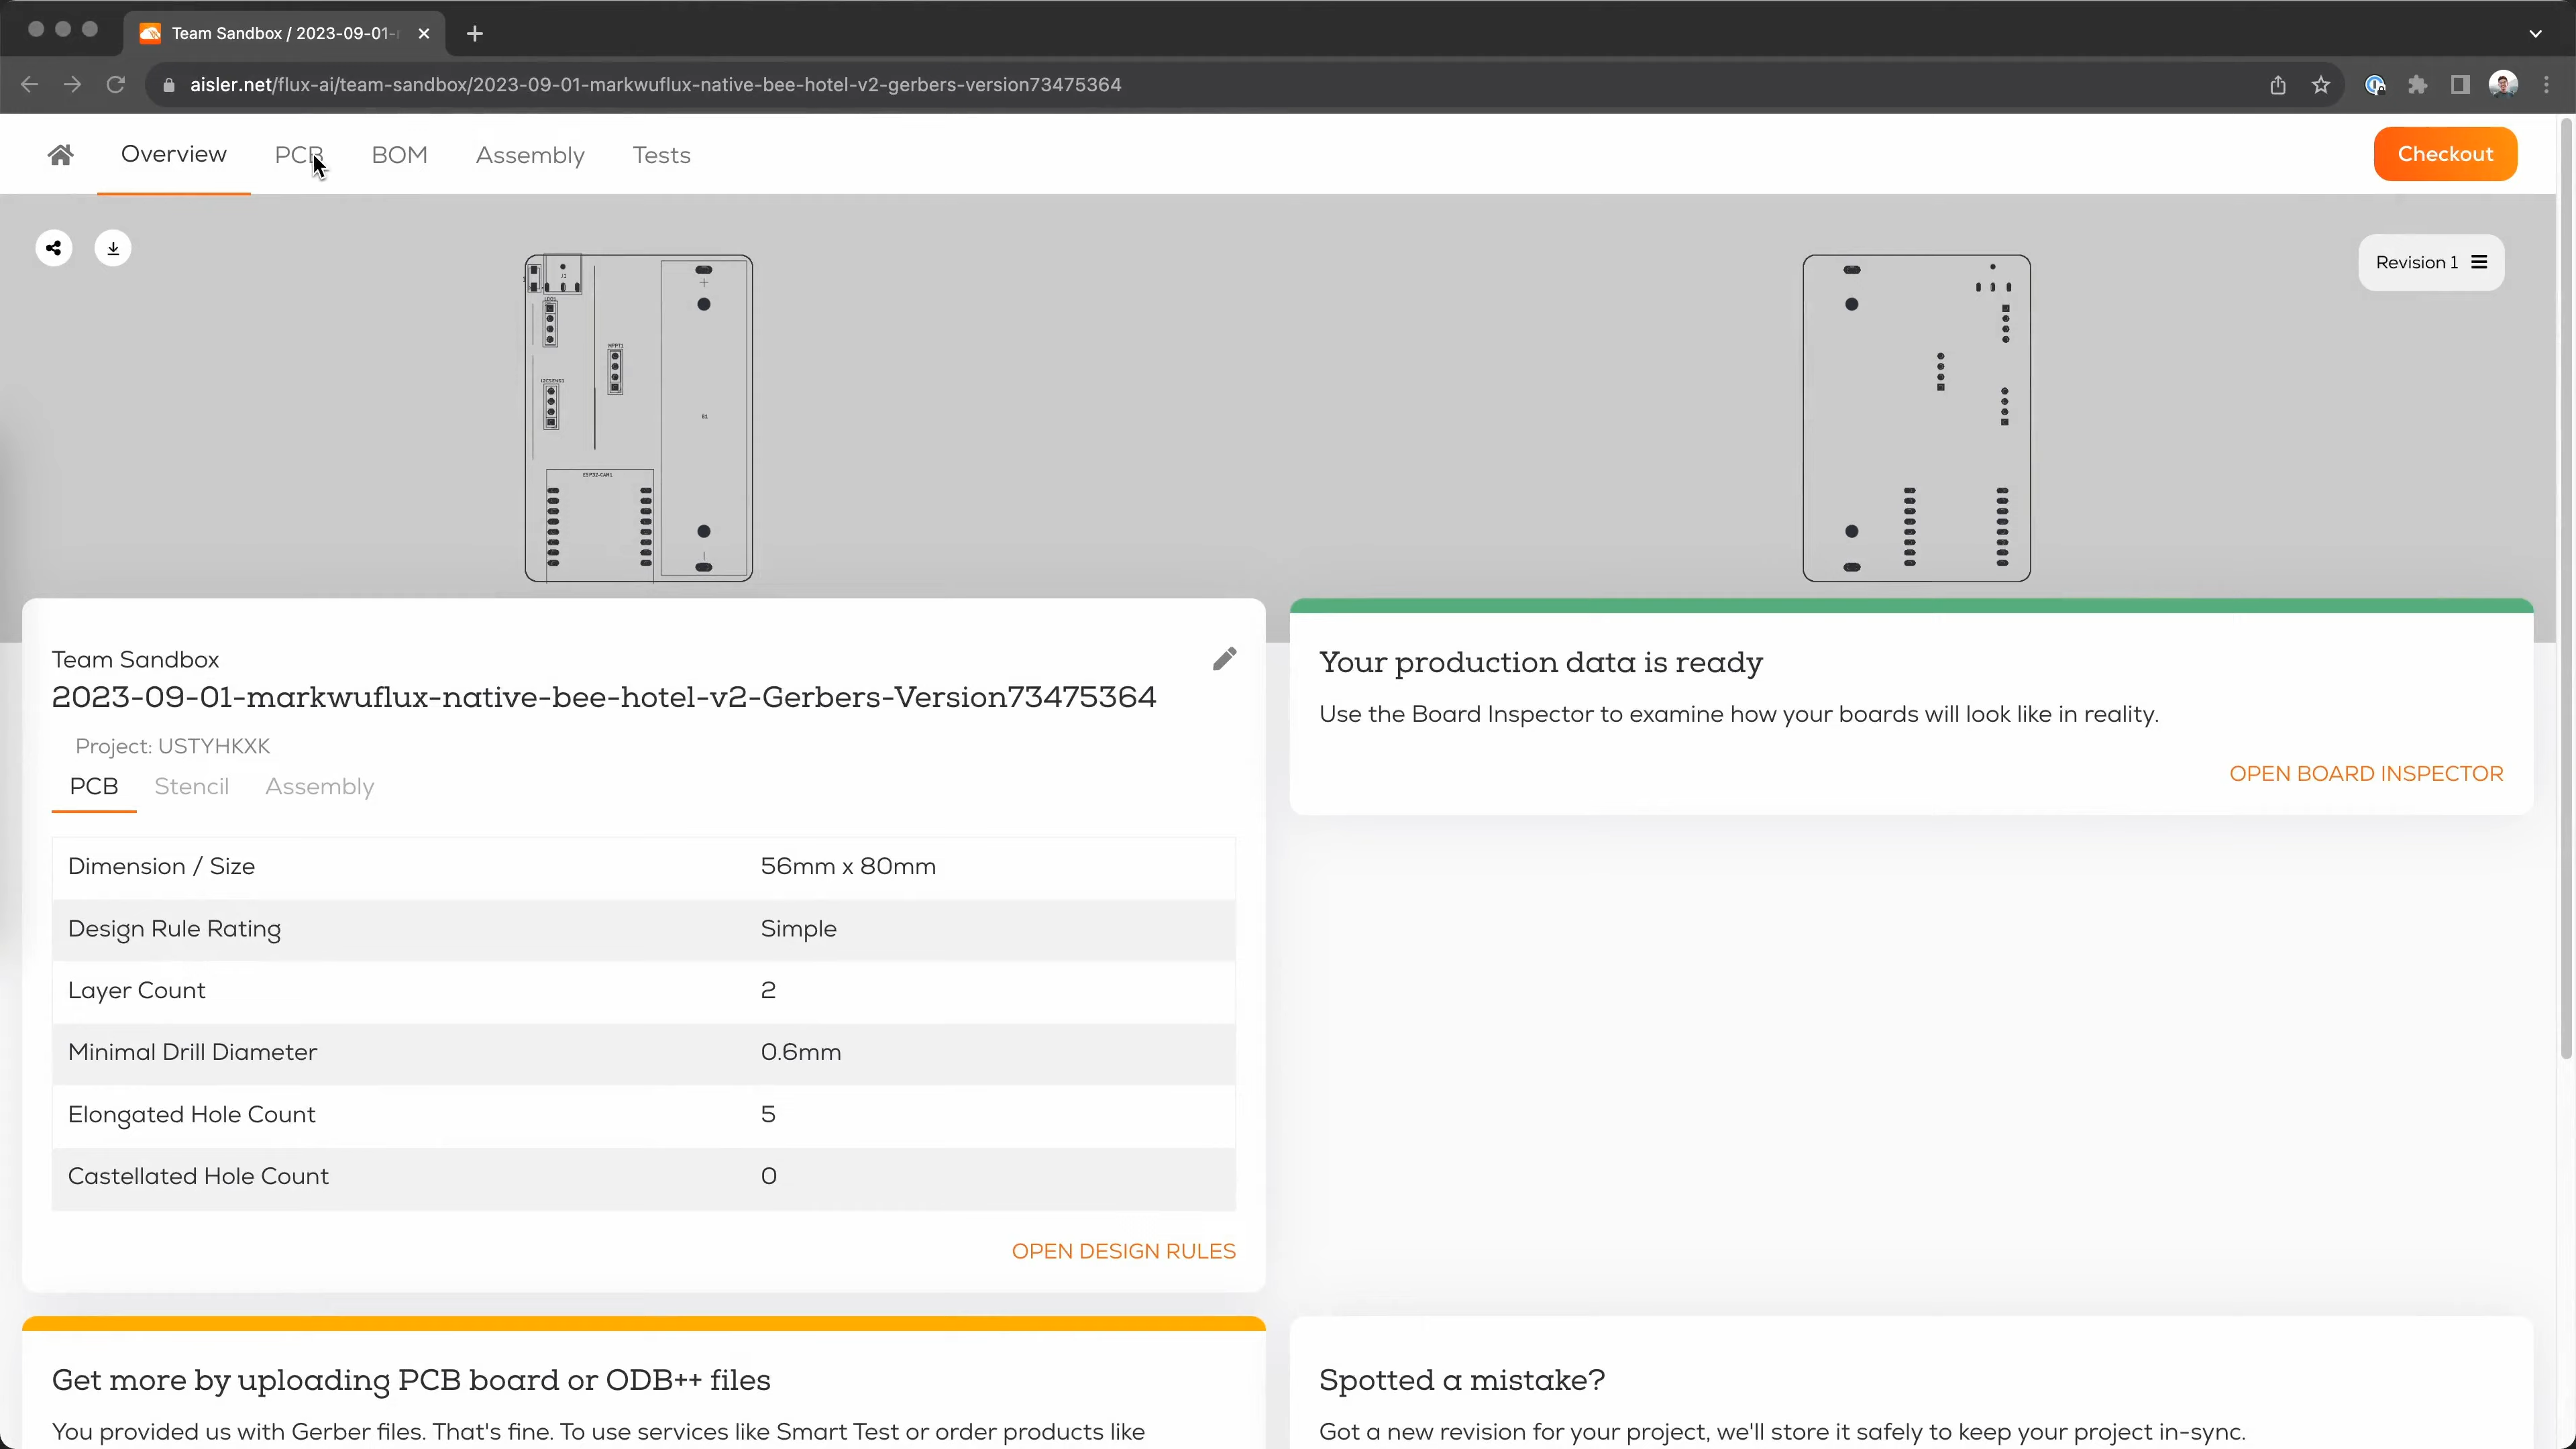 Team Sandbox / 2023-09-01-
aisler.net/flux-ai/team-sandbox/2023-09-01-markwuflux-native-bee-hotel-v2-gerbers-version73475364
Overview
PCB
BOM
Assembly
Tests
Checkout
Revision 1
J1
MPPT1
B1
ESP32-CAM1
Team Sandbox
2023-09-01-markwuflux-native-bee-hotel-v2-Gerbers-Version73475364
Project: USTYHKXK
PCB
Stencil
Assembly
Dimension / Size 56mm x 80mm
Design Rule Rating Simple
Layer Count 2
Minimal Drill Diameter 0.6mm
Elongated Hole Count 5
Castellated Hole Count 0
OPEN DESIGN RULES
Your production data is ready
Use the Board Inspector to examine how your boards will look like in reality.
OPEN BOARD INSPECTOR
Get more by uploading PCB board or ODB++ files
You provided us with Gerber files. That's fine. To use services like Smart Test or order products like
Spotted a mistake?
Got a new revision for your project, we'll store it safely to keep your project in-sync.